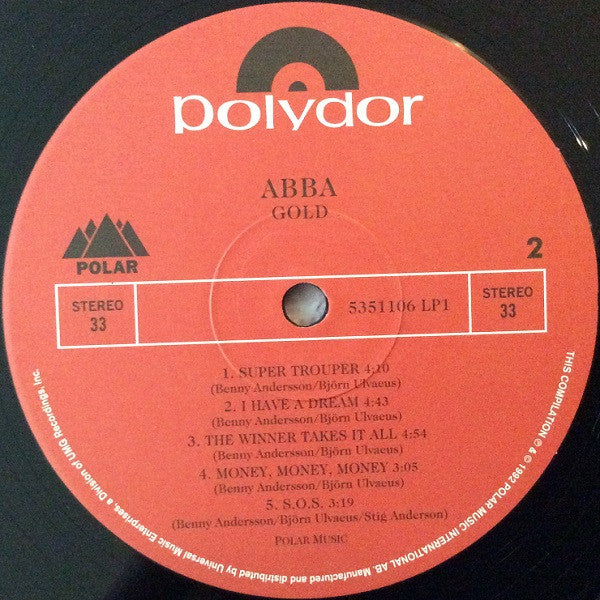 polydor
ABBA
GOLD
POLAR
2
STEREO
33
5351106 LP1
STEREO
33
1. SUPER TROUPER 4:10
(Benny Andersson/Björn Ulvaeus)
2. I HAVE A DREAM 4:43
(Benny Andersson/Björn Ulvaeus)
3. THE WINNER TAKES IT ALL 4:54
(Benny Andersson/Björn Ulvaeus)
4. MONEY, MONEY, MONEY 3:05
(Benny Andersson/Björn Ulvaeus)
5. S.O.S. 3:19
(Benny Andersson/Björn Ulvaeus/Stig Anderson)
POLAR MUSIC
THIS COMPILATION ℗ & © 1992 POLAR MUSIC INTERNATIONAL AB. Manufactured and distributed by Universal Music Enterprises, a Division of UMG Recordings, Inc.